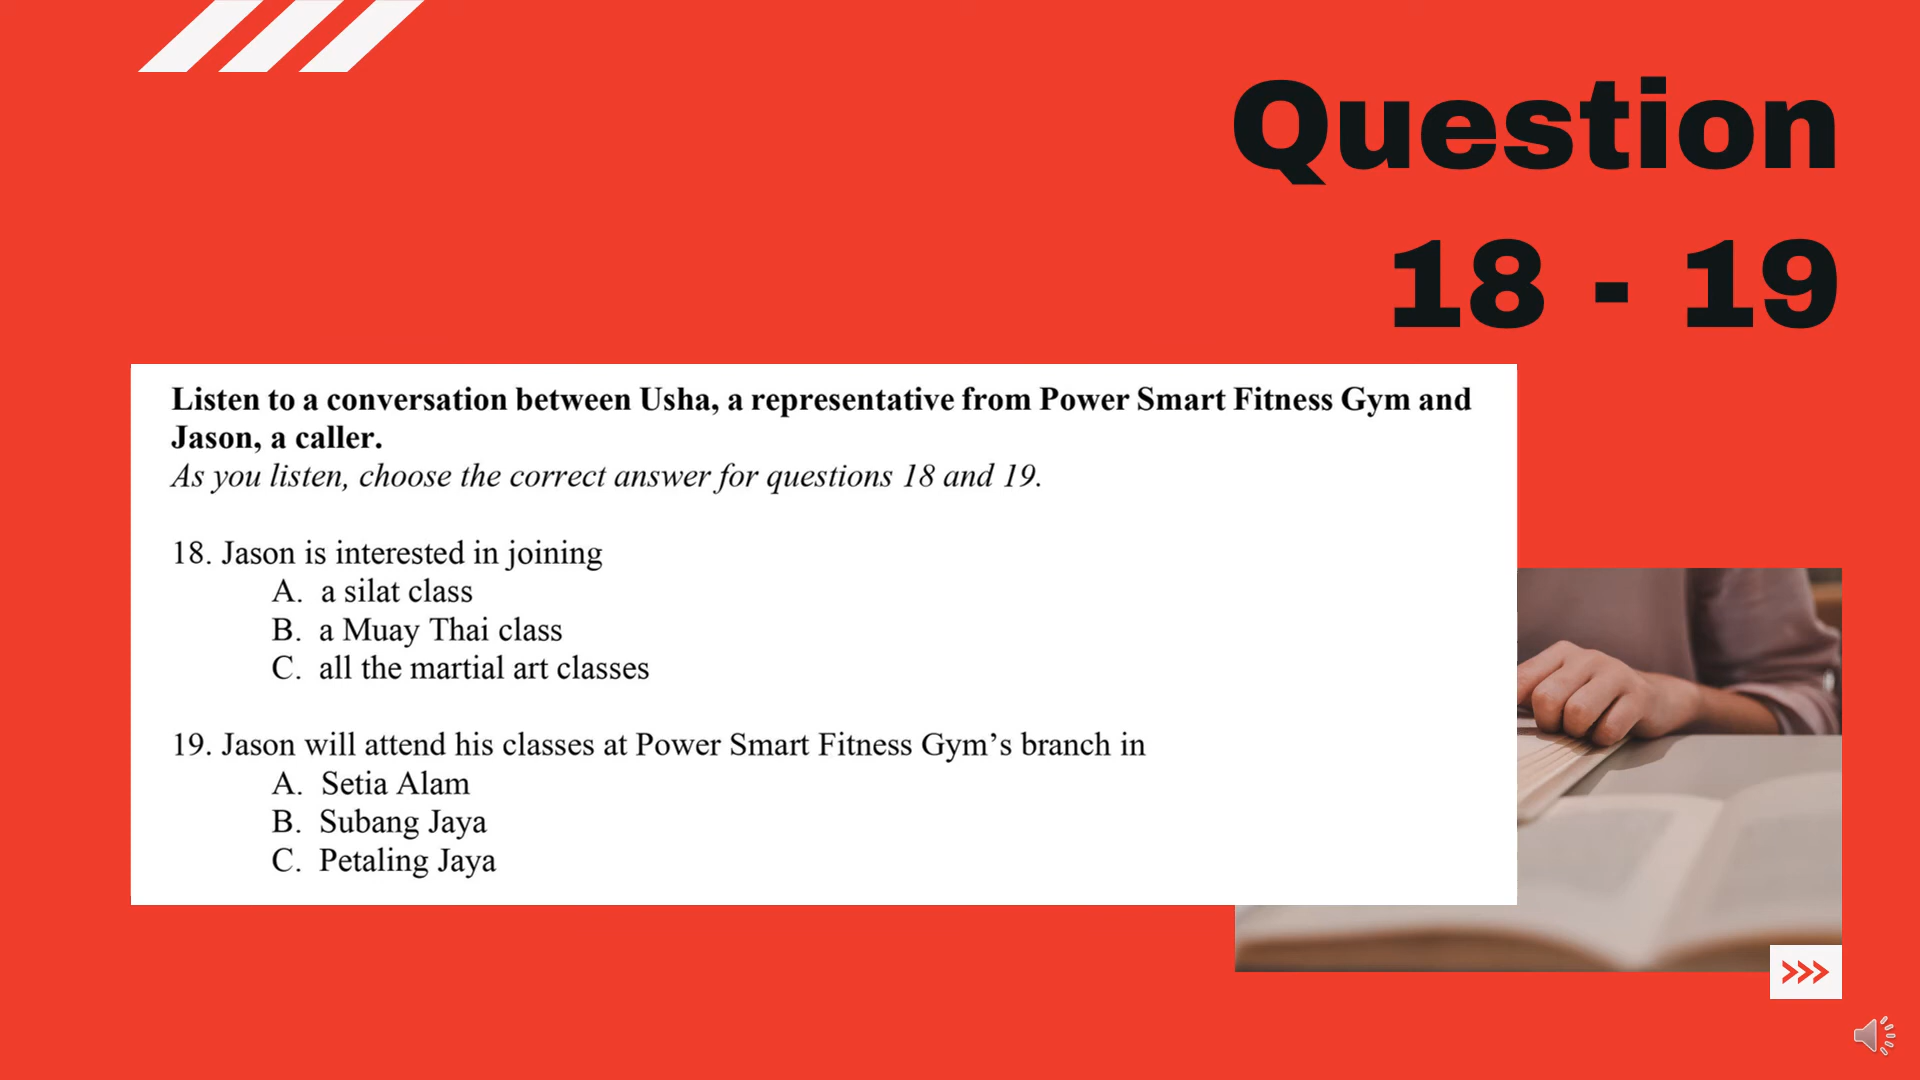 Question
18 - 19
Listen to a conversation between Usha, a representative from Power Smart Fitness Gym and
Jason, a caller.
As you listen, choose the correct answer for questions 18 and 19.
18. Jason is interested in joining
A. a silat class
B. a Muay Thai class
C. all the martial art classes
19. Jason will attend his classes at Power Smart Fitness Gym’s branch in
A. Setia Alam
B. Subang Jaya
C. Petaling Jaya